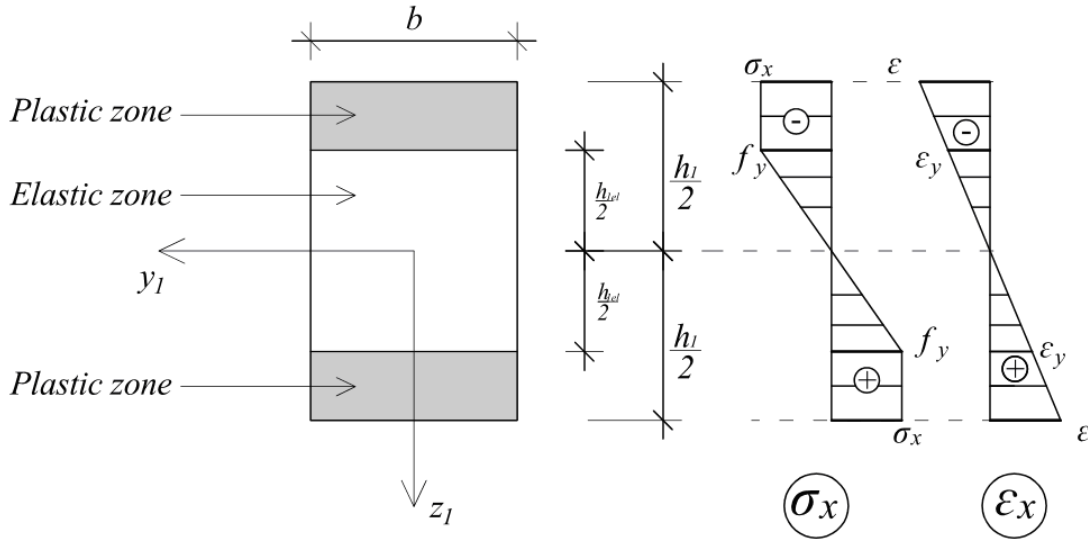 b
σx
ε
Plastic zone
-
-
fy
εy
h1el/2
h1/2
Elastic zone
y1
h1el/2
h1/2
fy
εy
Plastic zone
+
+
σx
ε
z1
σx
εx